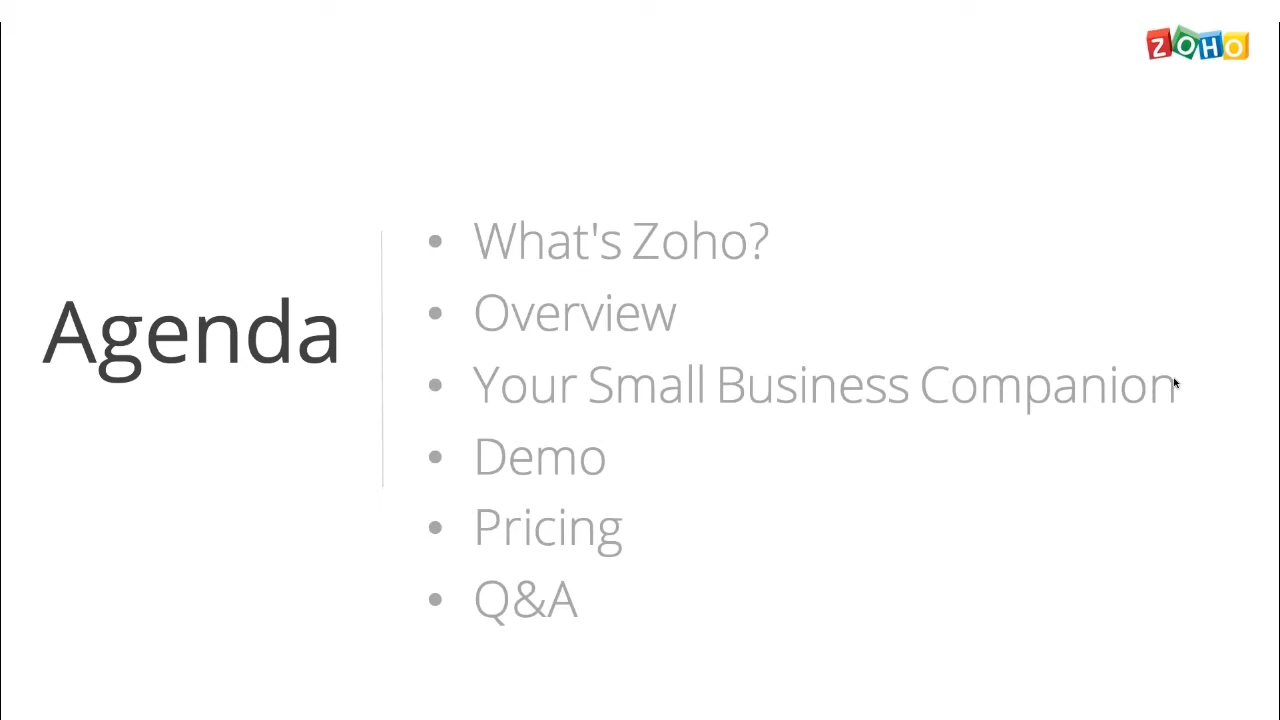 ZOHO
Agenda
• What's Zoho?
• Overview
• Your Small Business Companion
• Demo
• Pricing
• Q&A